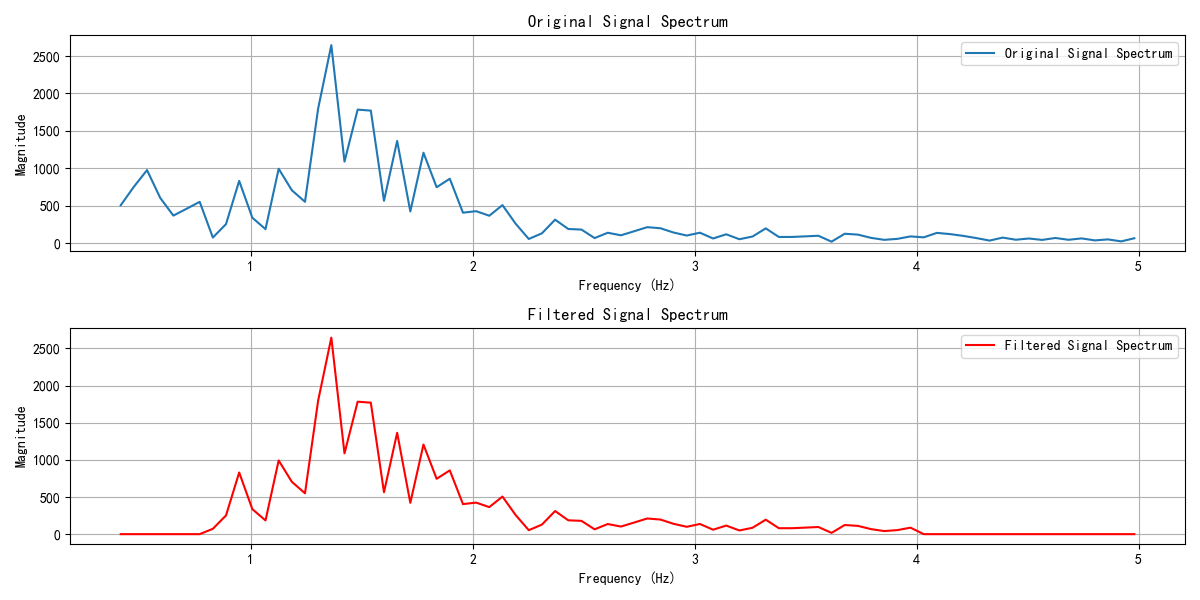 Original Signal Spectrum
Original Signal Spectrum
2500
2000
1500
1000
500
0
Magnitude
1 2 3 4 5
Frequency (Hz)
Filtered Signal Spectrum
Filtered Signal Spectrum
2500
2000
1500
1000
500
0
Magnitude
1 2 3 4 5
Frequency (Hz)